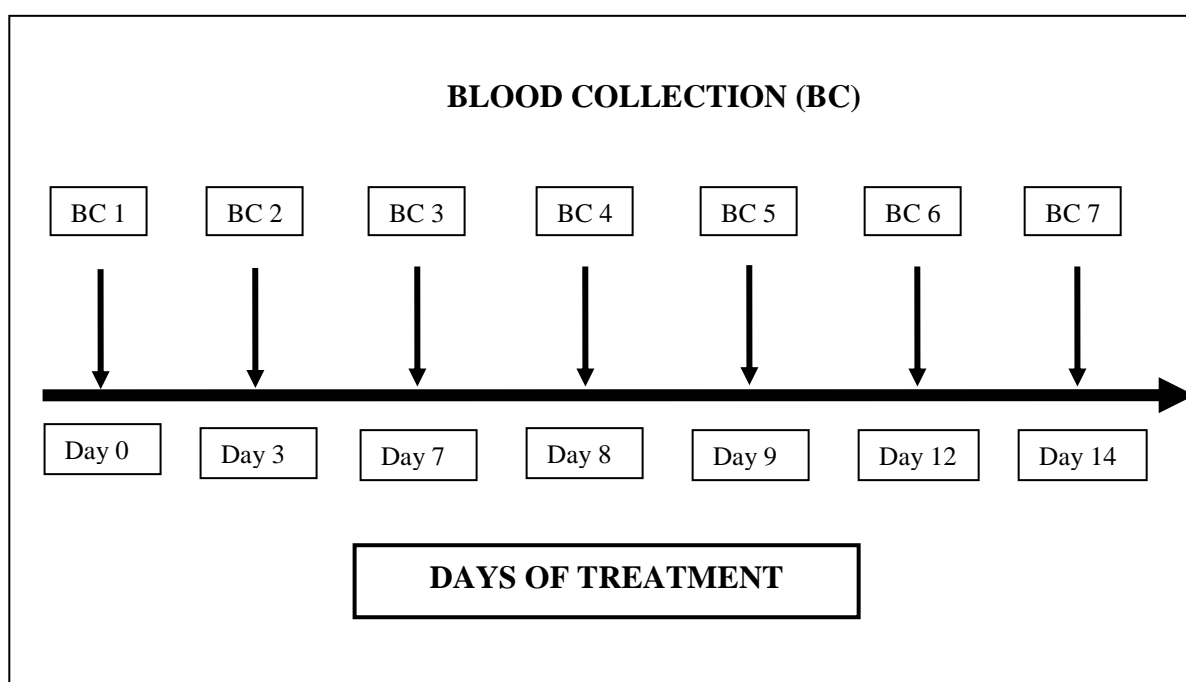 BLOOD COLLECTION (BC)
BC 1 BC 2 BC 3 BC 4 BC 5 BC 6 BC 7
Day 0 Day 3 Day 7 Day 8 Day 9 Day 12 Day 14
DAYS OF TREATMENT